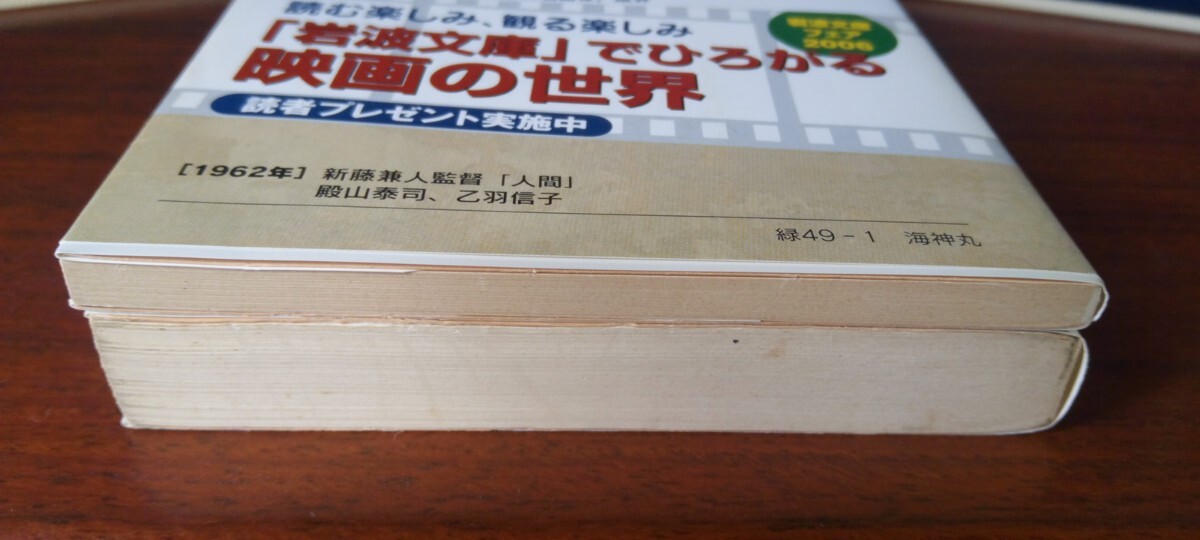 読む楽しみ、観る楽しみ
「岩波文庫」でひろがる
映画の世界
岩波文庫
フェア
2006
読者プレゼント実施中
[1962年] 新藤兼人監督「人間」
殿山泰司、乙羽信子
緑49-1 海神丸